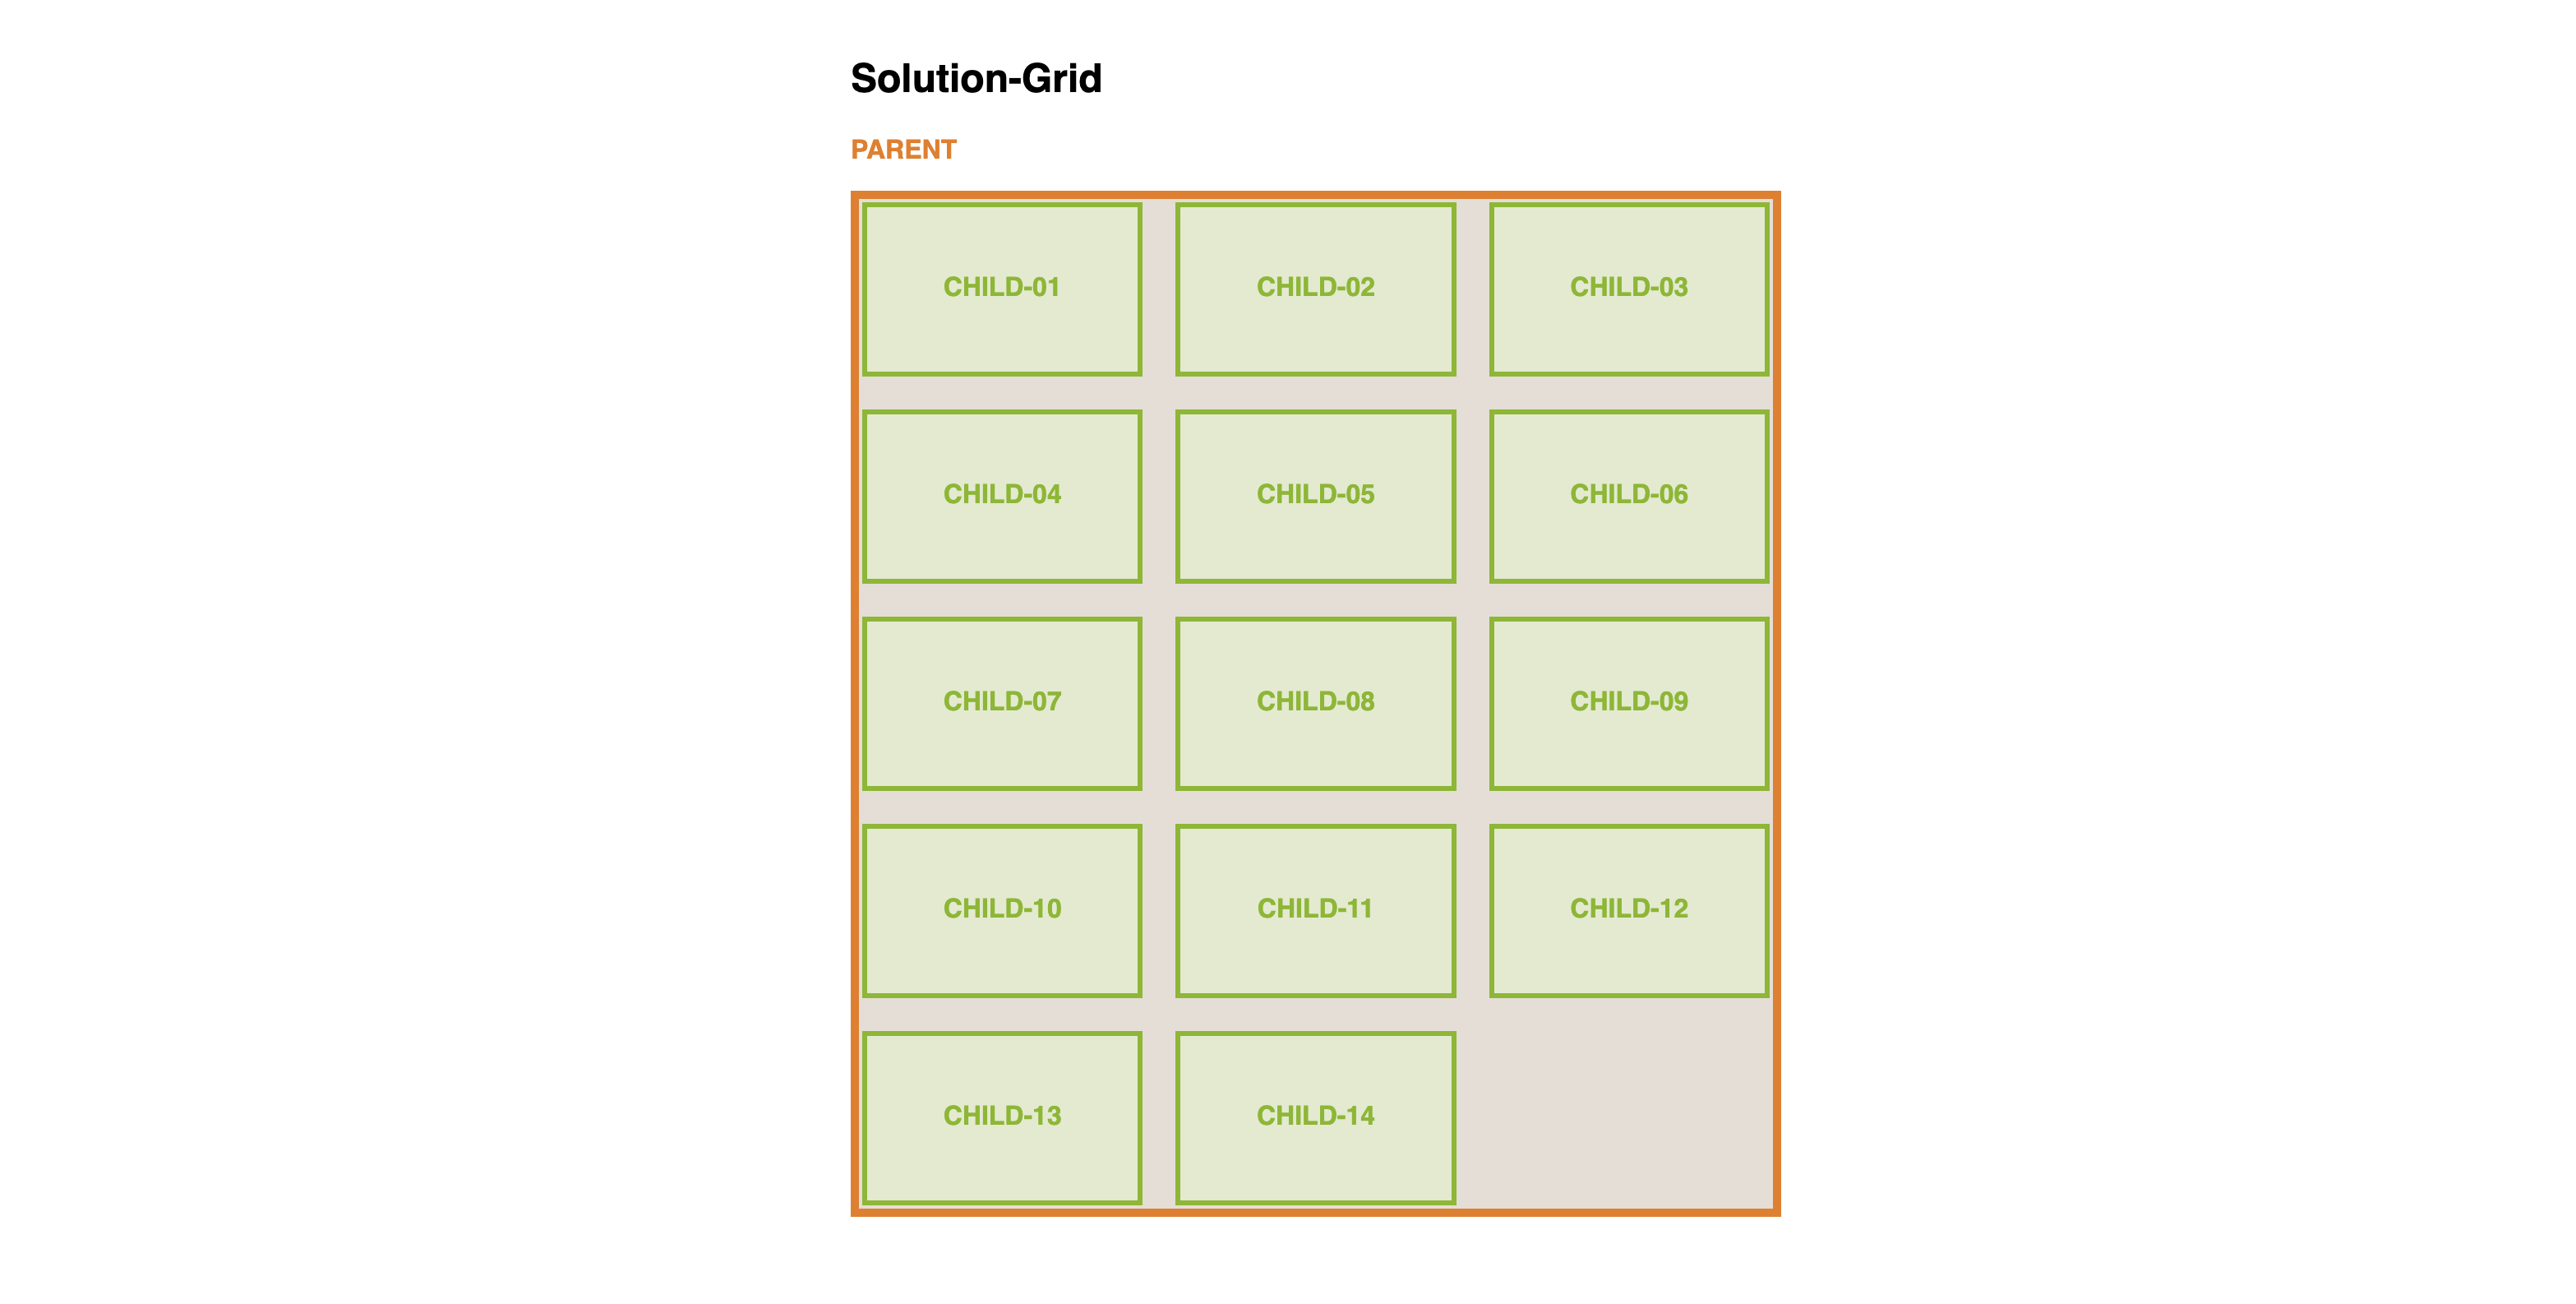 Solution-Grid
PARENT
CHILD-01 CHILD-02 CHILD-03
CHILD-04 CHILD-05 CHILD-06
CHILD-07 CHILD-08 CHILD-09
CHILD-10 CHILD-11 CHILD-12
CHILD-13 CHILD-14